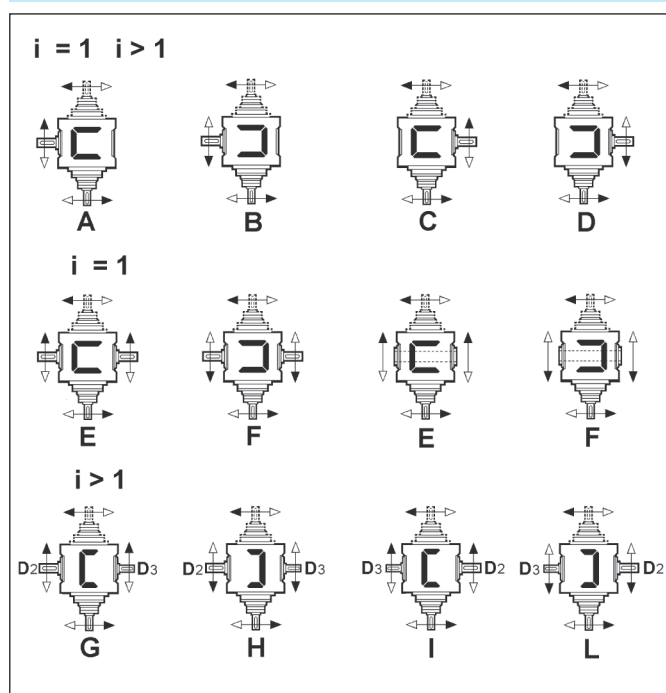 i = 1 i > 1
A B C D
i = 1
E F E F
i > 1
D2 D3 D2 D3 D3 D2 D3 D2
G H I L